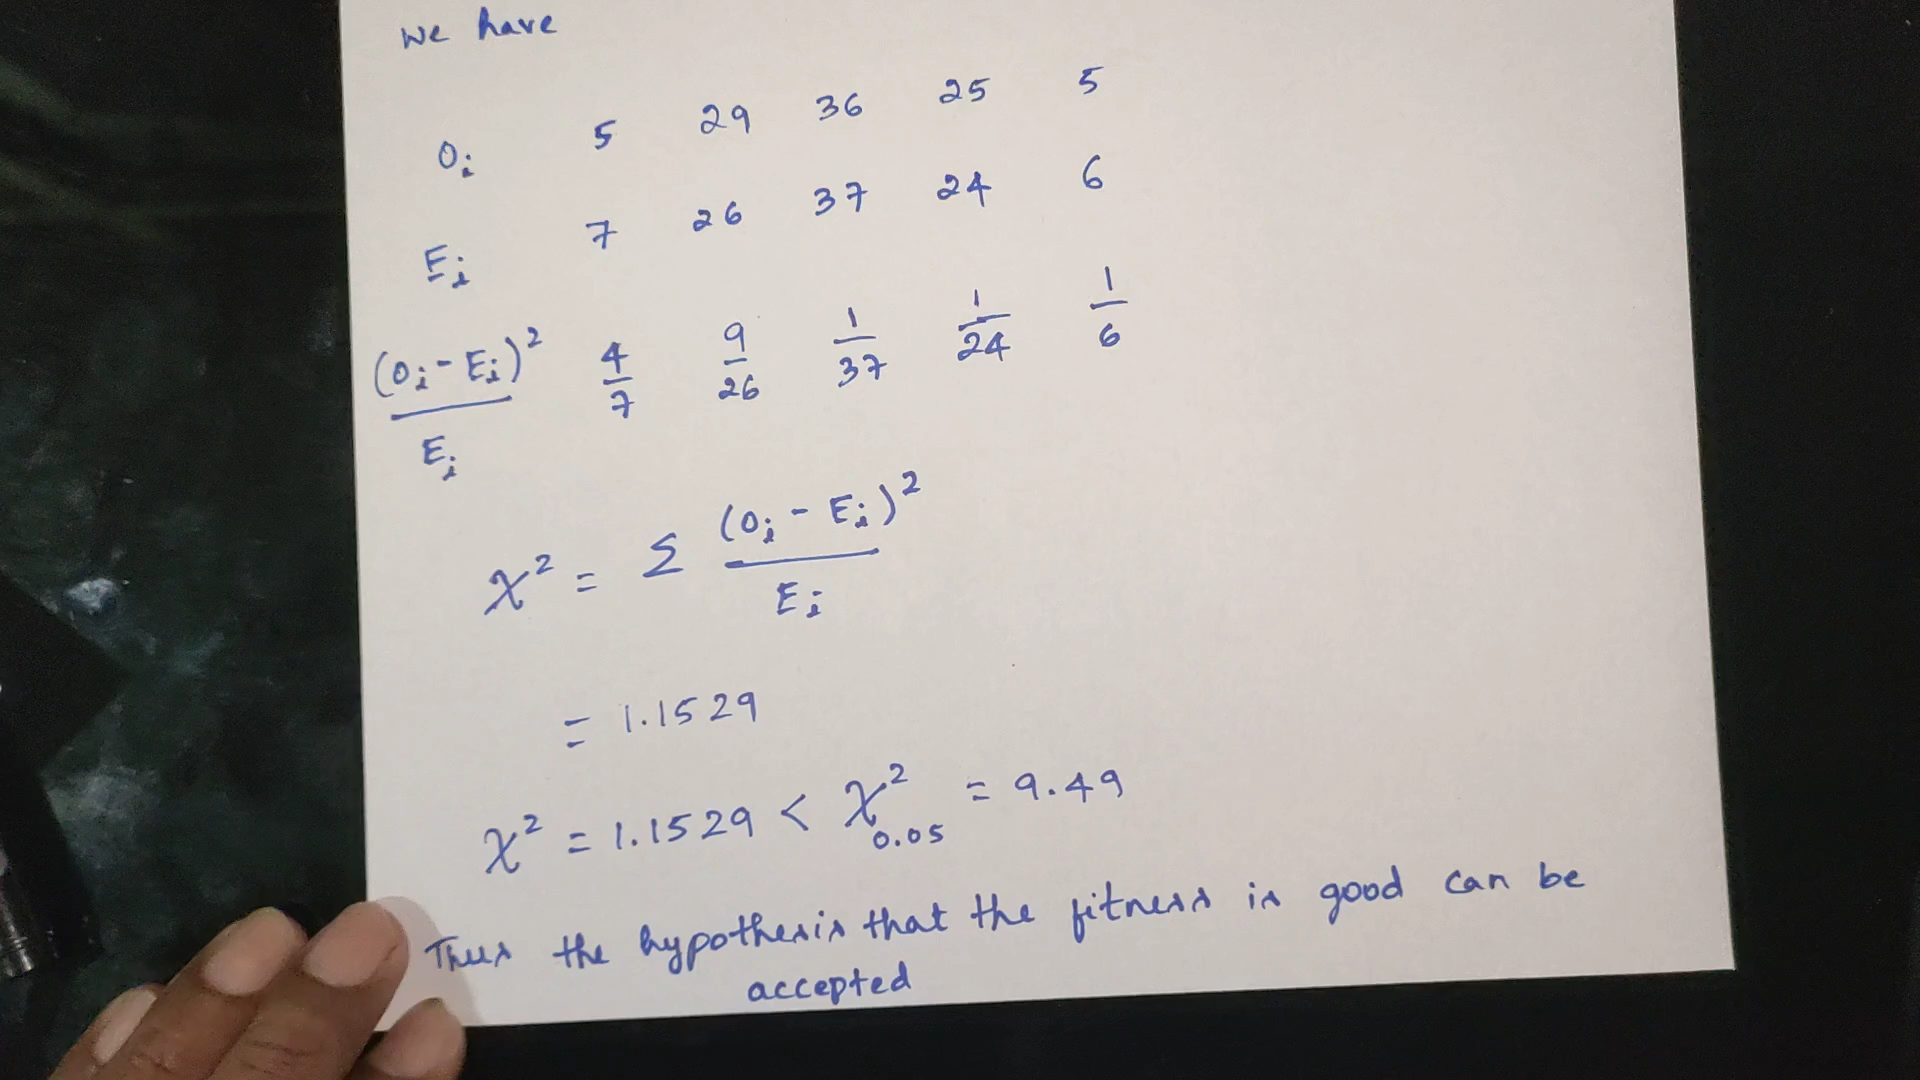 We have
Oi 5 29 36 25 5
Ei 7 26 37 24 6
(Oi - Ei)² / Ei 4/7 9/26 1/37 1/24 1/6
χ² = Σ (Oi - Ei)² / Ei
= 1.1529
χ² = 1.1529 < χ²0.05 = 9.49
Thus the hypothesis that the fitness is good can be
accepted